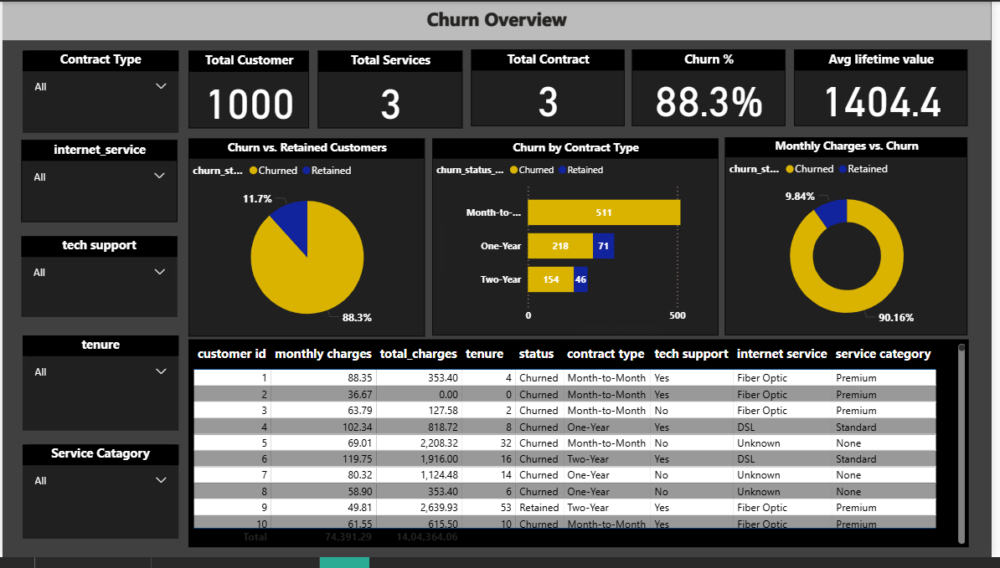 Churn Overview
Contract Type
All
internet_service
All
tech support
All
tenure
All
Service Catagory
All
Total Customer
1000
Total Services
3
Total Contract
3
Churn %
88.3%
Avg lifetime value
1404.4
Churn vs. Retained Customers
churn_st... Churned Retained
11.7%
88.3%
Churn by Contract Type
churn_status_... Churned Retained
Month-to-... 511
One-Year 218 71
Two-Year 154 46
0 500
Monthly Charges vs. Churn
churn_st... Churned Retained
9.84%
90.16%
customer id monthly charges total_charges tenure status contract type tech support internet service service category
1 88.35 353.40 4 Churned Month-to-Month Yes Fiber Optic Premium
2 36.67 0.00 0 Churned Month-to-Month Yes Fiber Optic Premium
3 63.79 127.58 2 Churned Month-to-Month No Fiber Optic Premium
4 102.34 818.72 8 Churned One-Year Yes DSL Standard
5 69.01 2,208.32 32 Churned Month-to-Month No Unknown None
6 119.75 1,916.00 16 Churned Two-Year Yes DSL Standard
7 80.32 1,124.48 14 Churned One-Year No Unknown None
8 58.90 353.40 6 Churned One-Year No Unknown None
9 49.81 2,639.93 53 Retained Two-Year Yes Fiber Optic Premium
10 61.55 615.50 10 Churned Month-to-Month Yes Fiber Optic Premium
Total 74,391.29 14,04,364.06